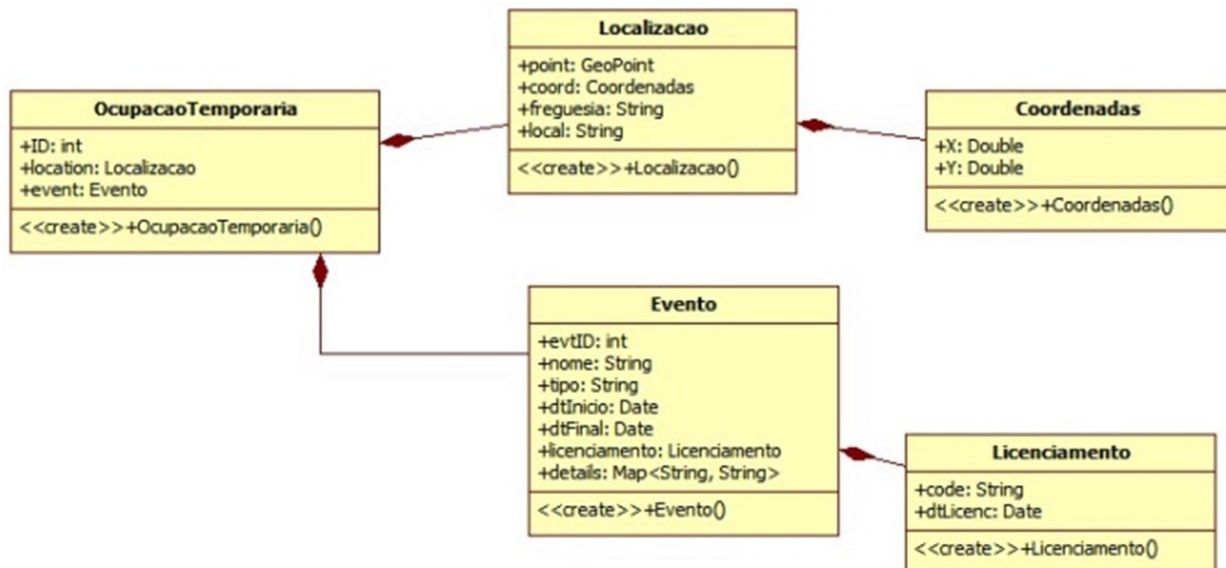 Localizacao
+point: GeoPoint
+coord: Coordenadas
+freguesia: String
+local: String
<<create>>+Localizacao()
OcupacaoTemporaria
+ID: int
+location: Localizacao
+event: Evento
<<create>>+OcupacaoTemporaria()
Coordenadas
+X: Double
+Y: Double
<<create>>+Coordenadas()
Evento
+evtID: int
+nome: String
+tipo: String
+dtInicio: Date
+dtFinal: Date
+licenciamento: Licenciamento
+details: Map<String, String>
<<create>>+Evento()
Licenciamento
+code: String
+dtLicenc: Date
<<create>>+Licenciamento()